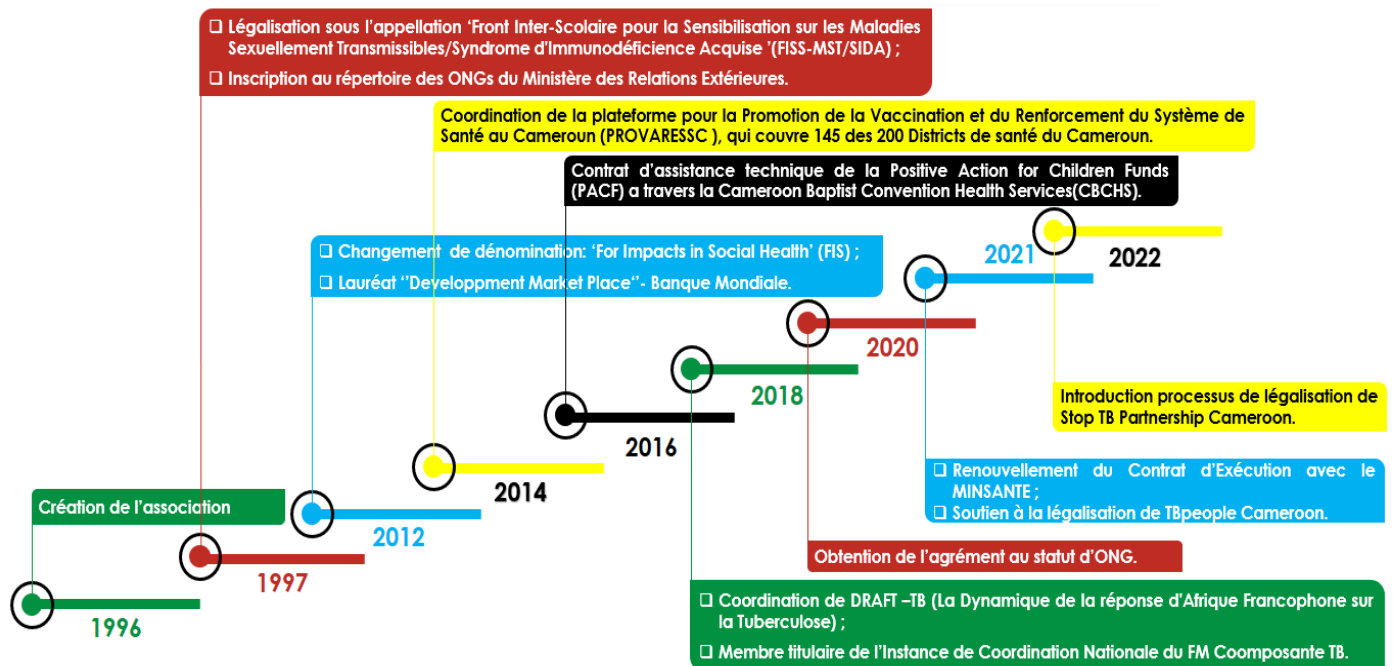 ❑ Légalisation sous l'appellation 'Front Inter-Scolaire pour la Sensibilisation sur les Maladies
Sexuellement Transmissibles/Syndrome d'Immunodéficience Acquise '(FISS-MST/SIDA) ;
❑ Inscription au répertoire des ONGs du Ministère des Relations Extérieures.
Coordination de la plateforme pour la Promotion de la Vaccination et du Renforcement du Système de
Santé au Cameroun (PROVARESSC ), qui couvre 145 des 200 Districts de santé du Cameroun.
Contrat d'assistance technique de la Positive Action for Children Funds
(PACF) a travers la Cameroon Baptist Convention Health Services(CBCHS).
❑ Changement de dénomination: 'For Impacts in Social Health' (FIS) ;
❑ Lauréat ''Developpment Market Place''- Banque Mondiale.
2021
2022
2020
2018
Introduction processus de légalisation de
Stop TB Partnership Cameroon.
2016
2014
❑ Renouvellement du Contrat d'Exécution avec le
MINSANTE ;
❑ Soutien à la légalisation de TBpeople Cameroon.
Création de l'association
2012
Obtention de l'agrément au statut d'ONG.
1997
❑ Coordination de DRAFT –TB (La Dynamique de la réponse d'Afrique Francophone sur
la Tuberculose) ;
❑ Membre titulaire de l'Instance de Coordination Nationale du FM Coomposante TB.
1996